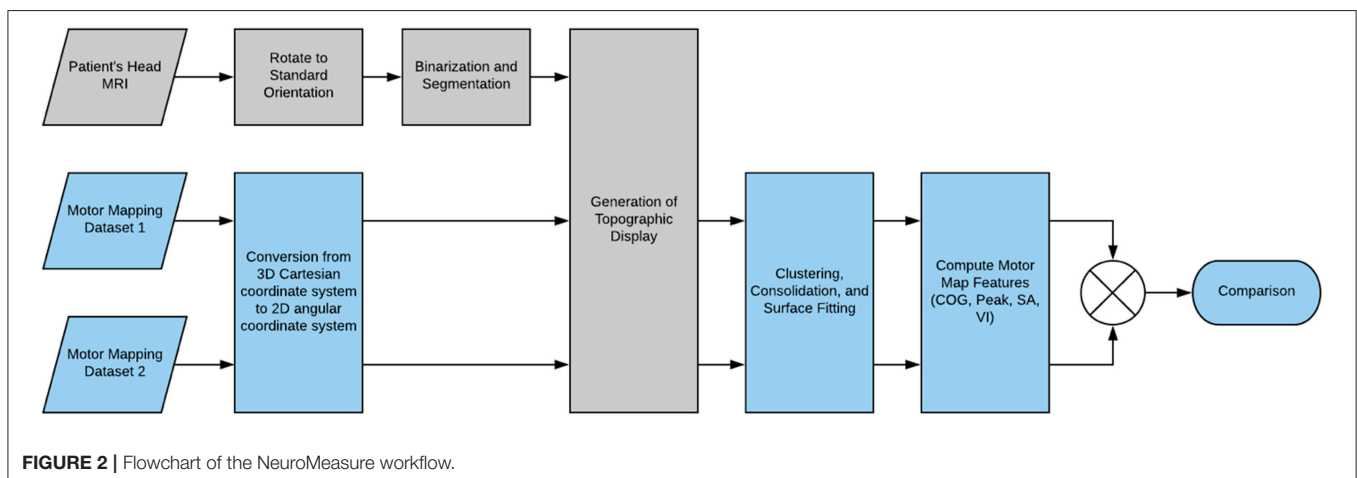 Patient's Head
MRI
Rotate to
Standard
Orientation
Binarization and
Segmentation
Generation of
Topographic
Display
Motor Mapping
Dataset 1
Motor Mapping
Dataset 2
Conversion from
3D Cartesian
coordinate system
to 2D angular
coordinate system
Clustering,
Consolidation, and
Surface Fitting
Compute Motor
Map Features
(COG, Peak, SA,
VI)
Comparison
FIGURE 2 | Flowchart of the NeuroMeasure workflow.